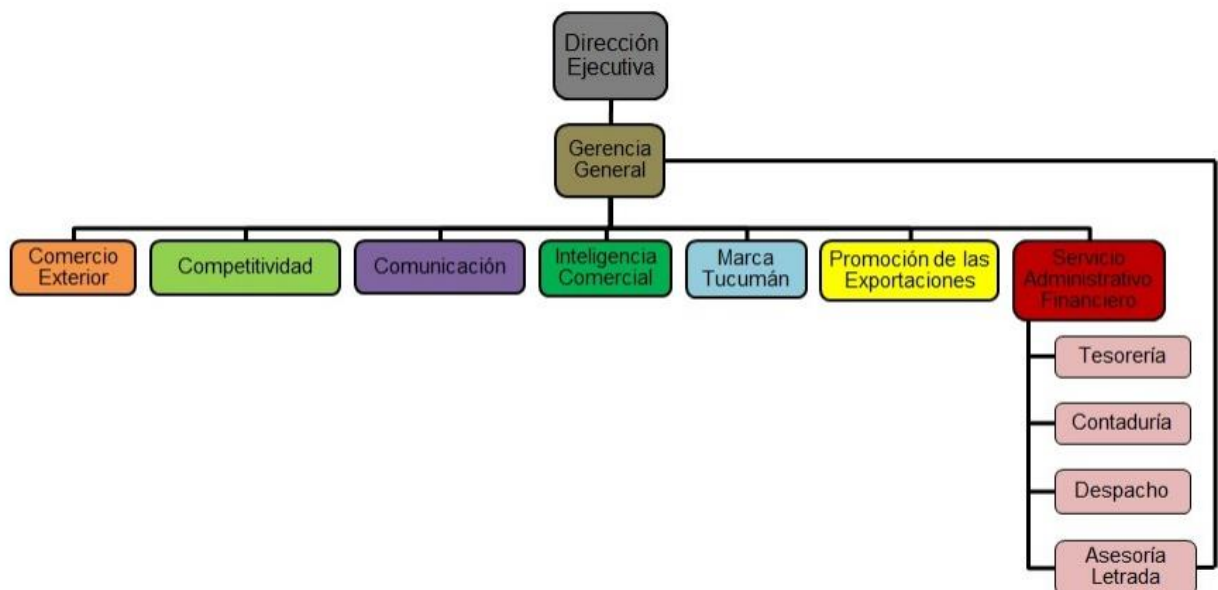 Dirección
Ejecutiva
Gerencia
General
Comercio
Exterior
Competitividad
Comunicación
Inteligencia
Comercial
Marca
Tucumán
Promoción de las
Exportaciones
Servicio
Administrativo
Financiero
Tesorería
Contaduría
Despacho
Asesoría
Letrada